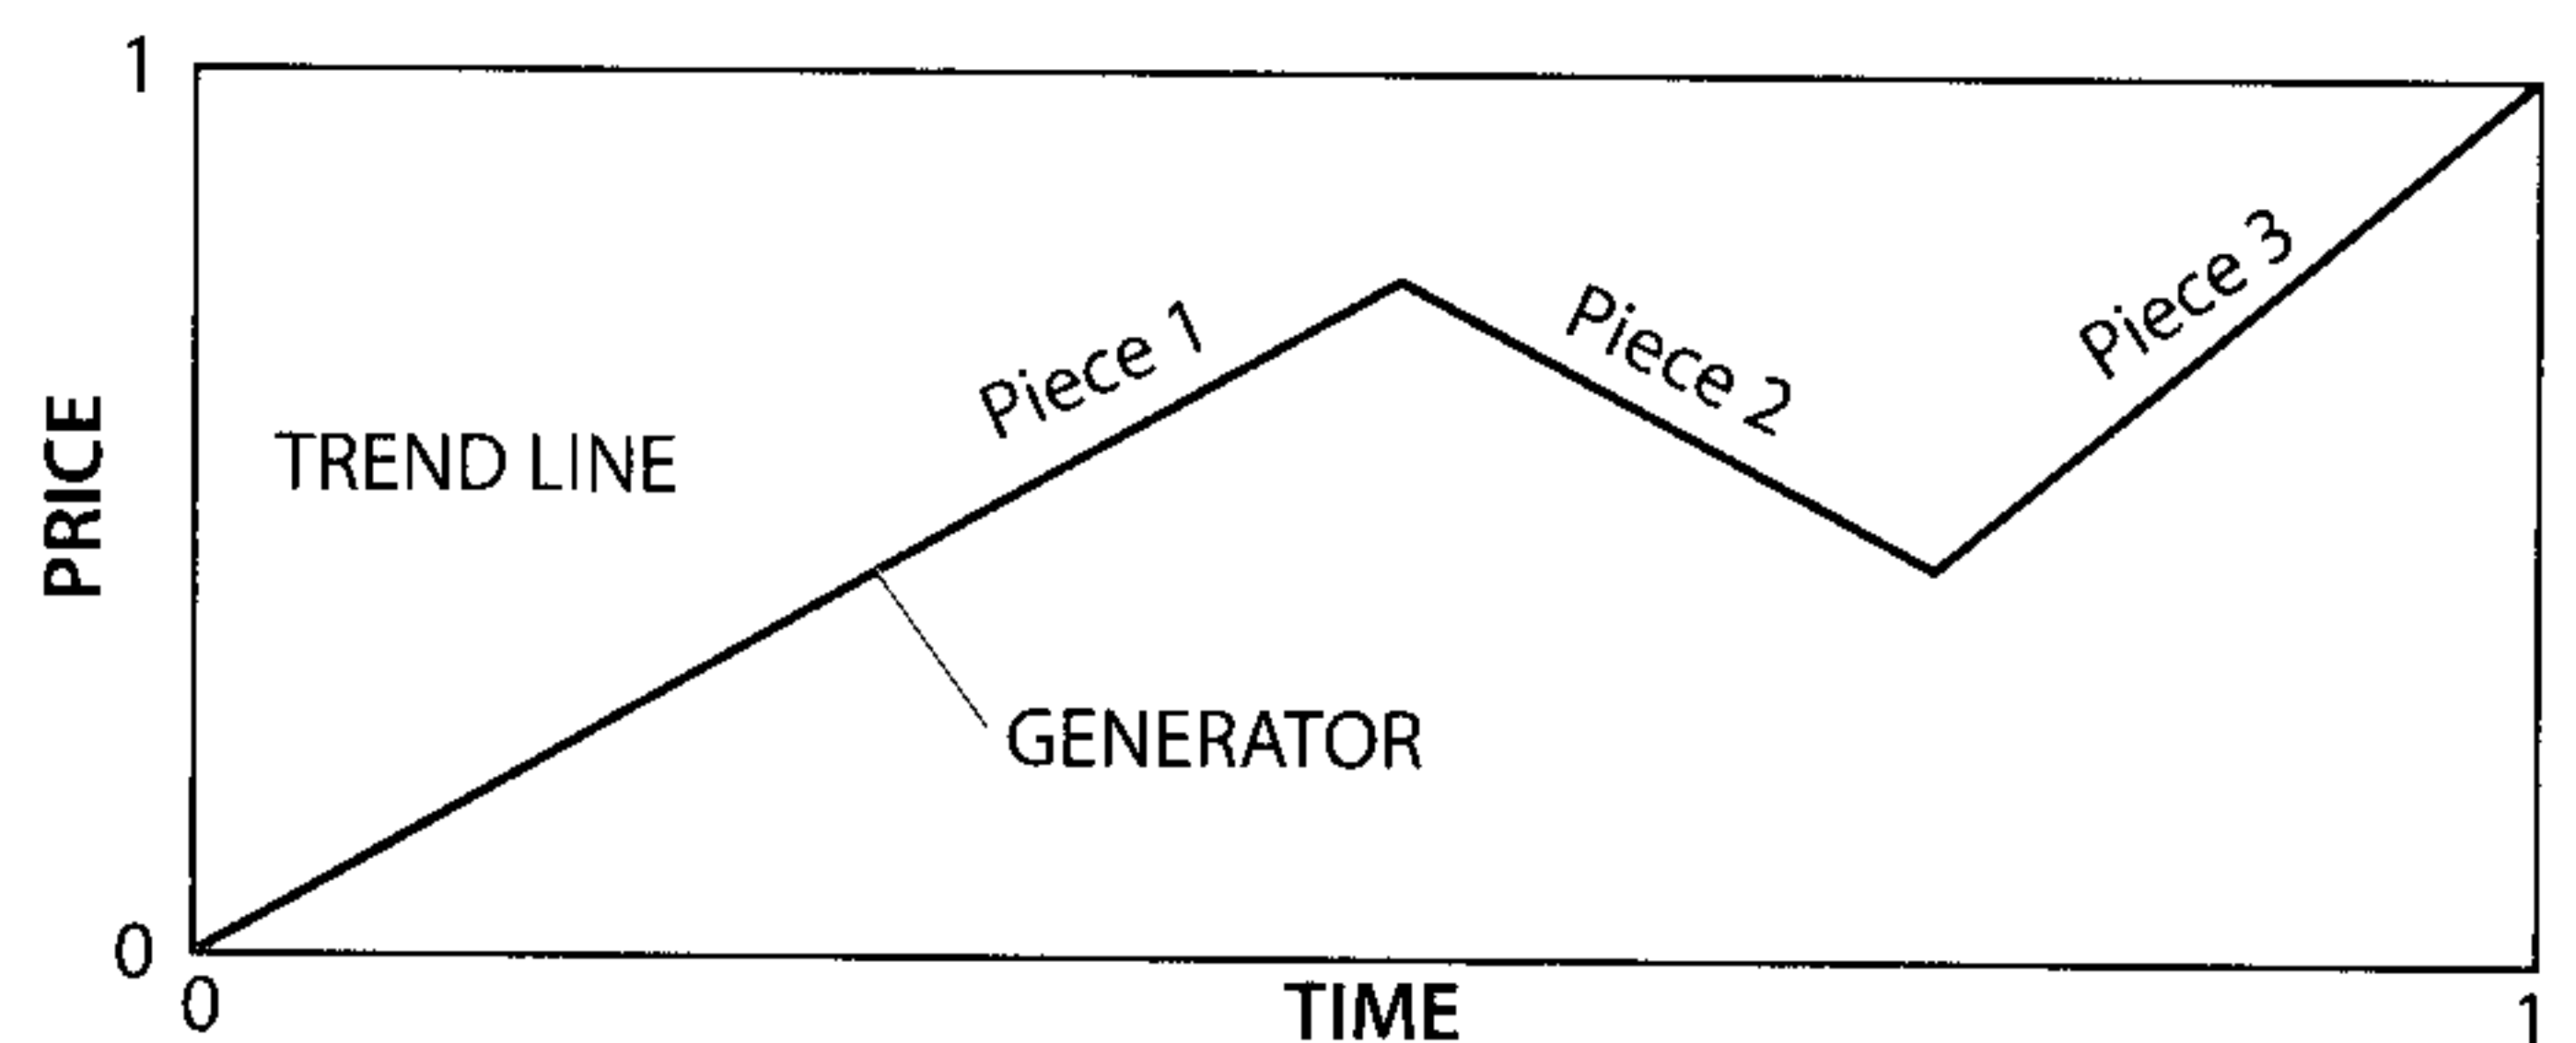 1
Piece 1
Piece 2
Piece 3
TREND LINE
PRICE
GENERATOR
0
0
TIME
1